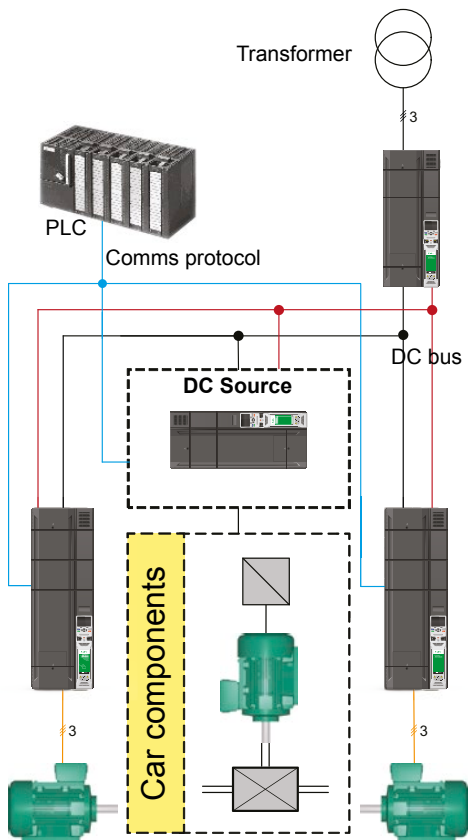 Transformer
3
PLC
Comms protocol
DC bus
DC Source
Car components
3
3